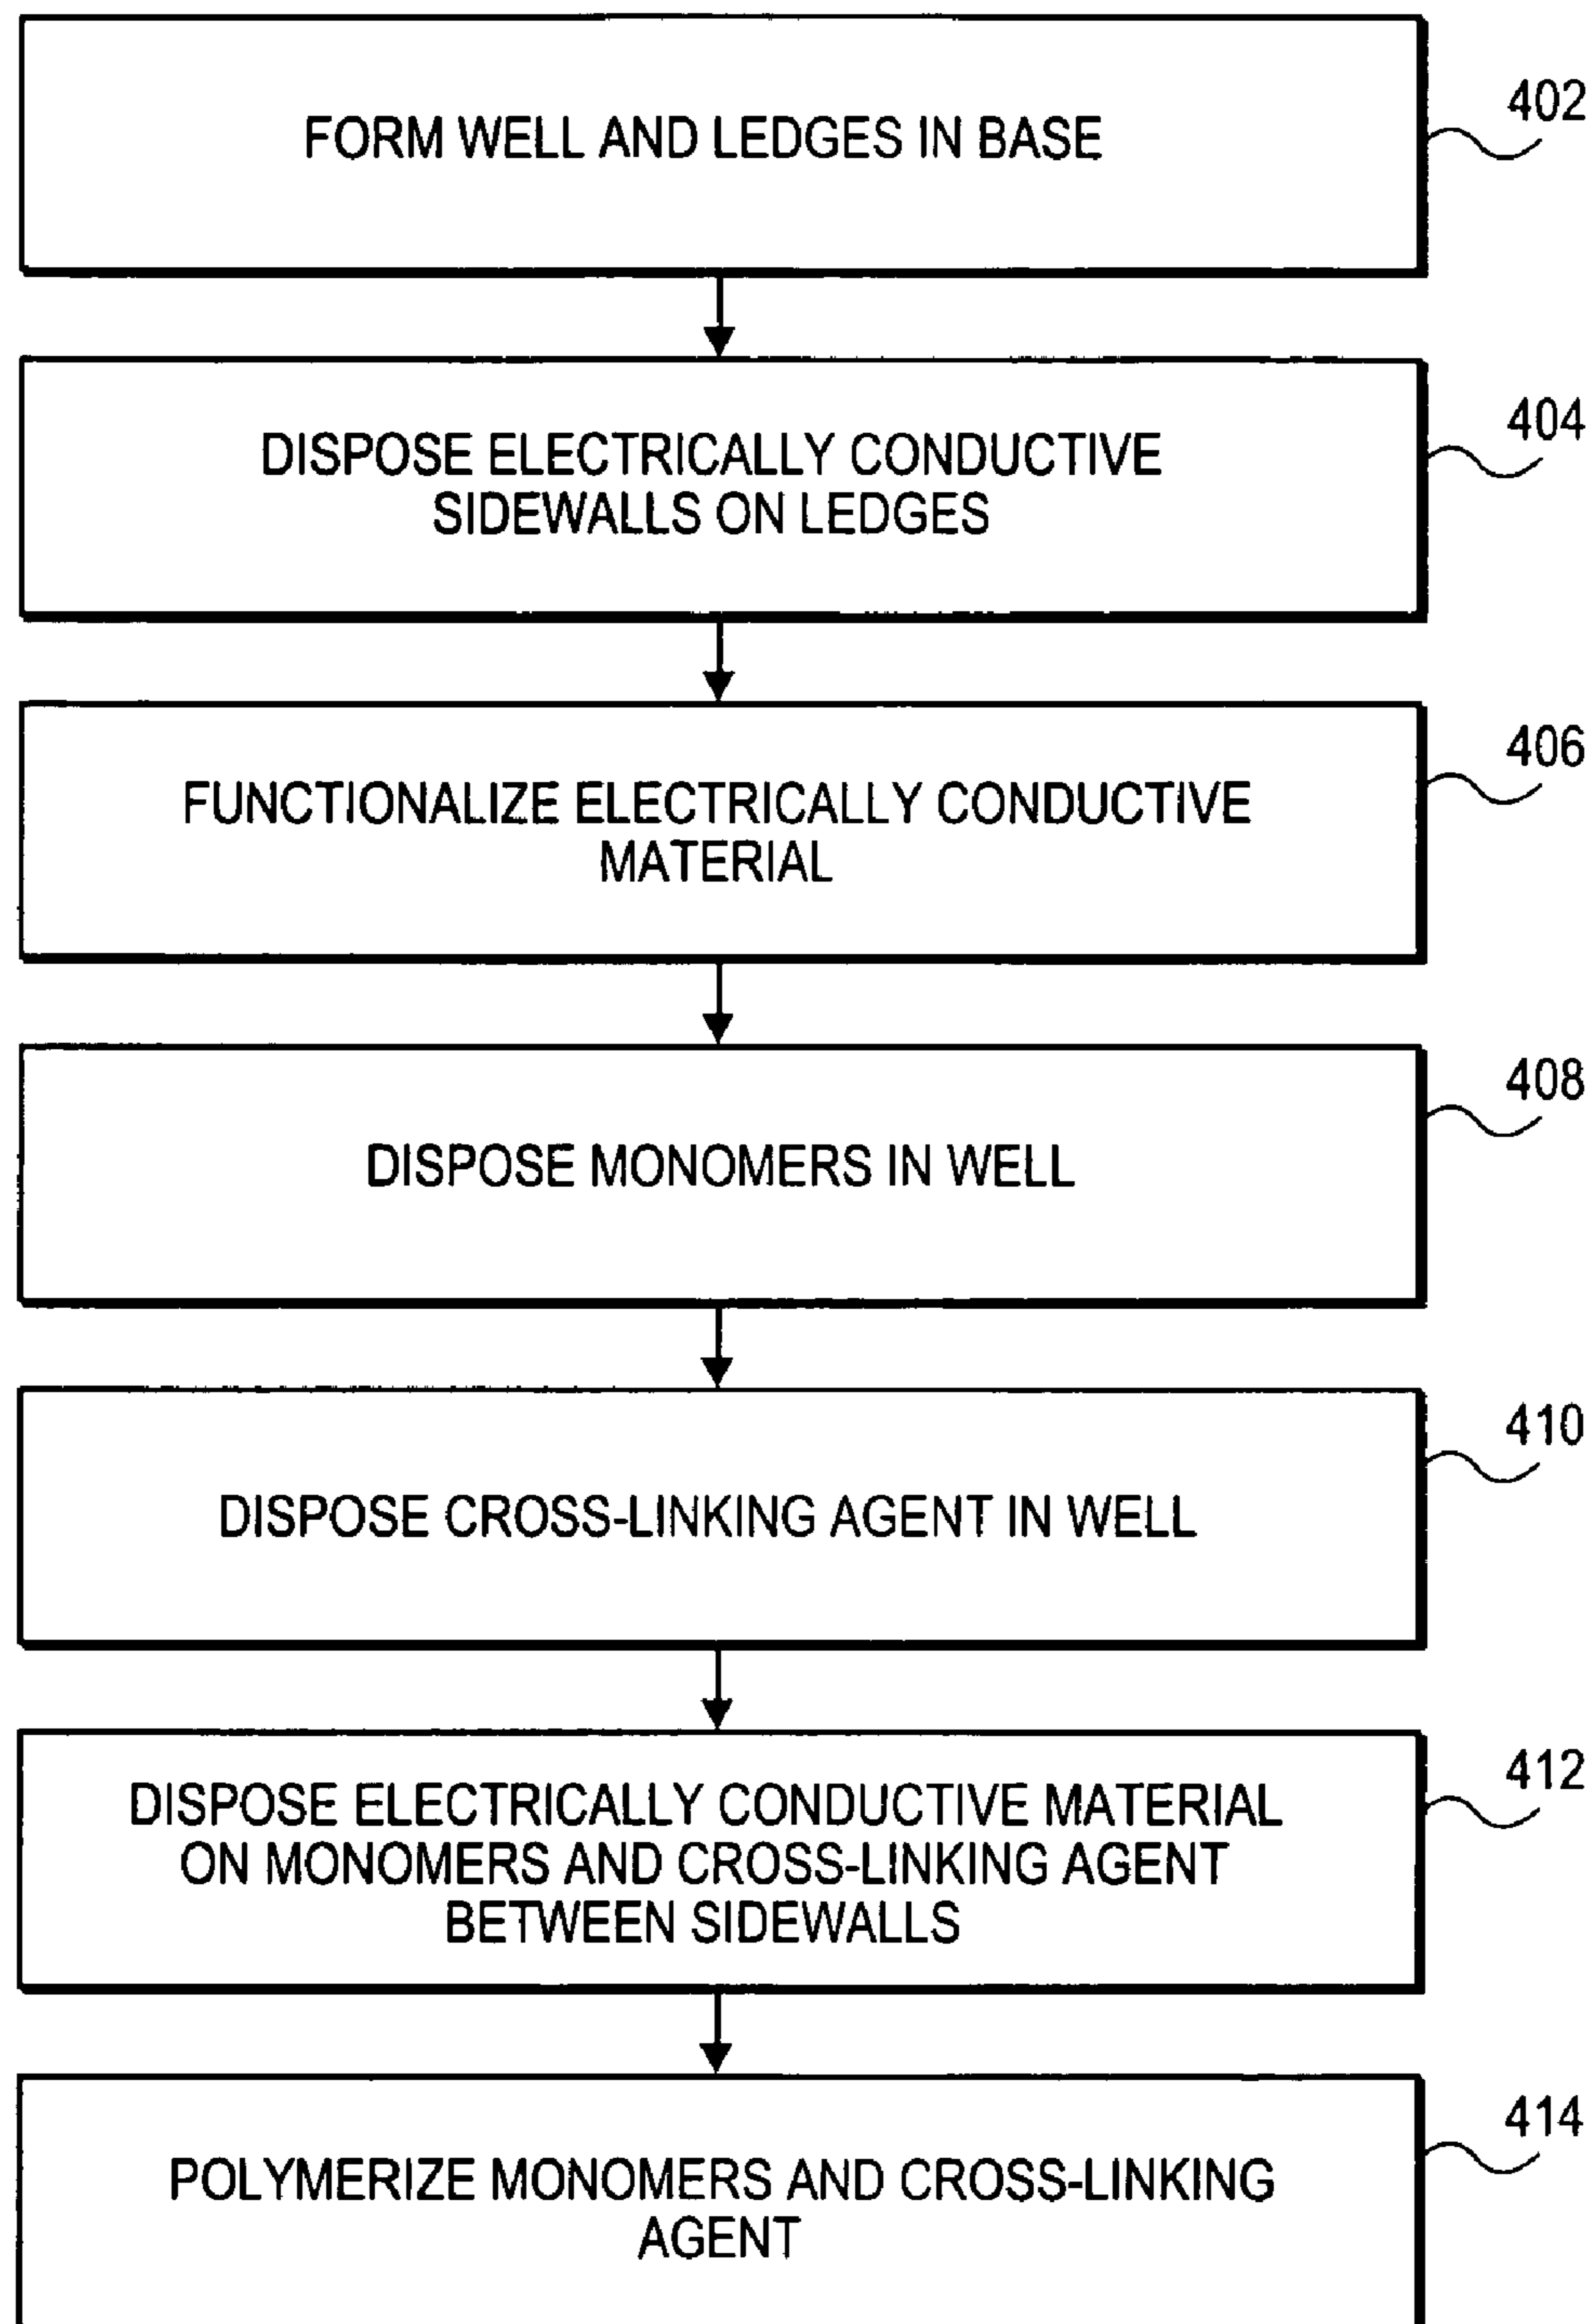 FORM WELL AND LEDGES IN BASE
402
DISPOSE ELECTRICALLY CONDUCTIVE
SIDEWALLS ON LEDGES
404
FUNCTIONALIZE ELECTRICALLY CONDUCTIVE
MATERIAL
406
DISPOSE MONOMERS IN WELL
408
DISPOSE CROSS-LINKING AGENT IN WELL
410
DISPOSE ELECTRICALLY CONDUCTIVE MATERIAL
ON MONOMERS AND CROSS-LINKING AGENT
BETWEEN SIDEWALLS
412
POLYMERIZE MONOMERS AND CROSS-LINKING
AGENT
414